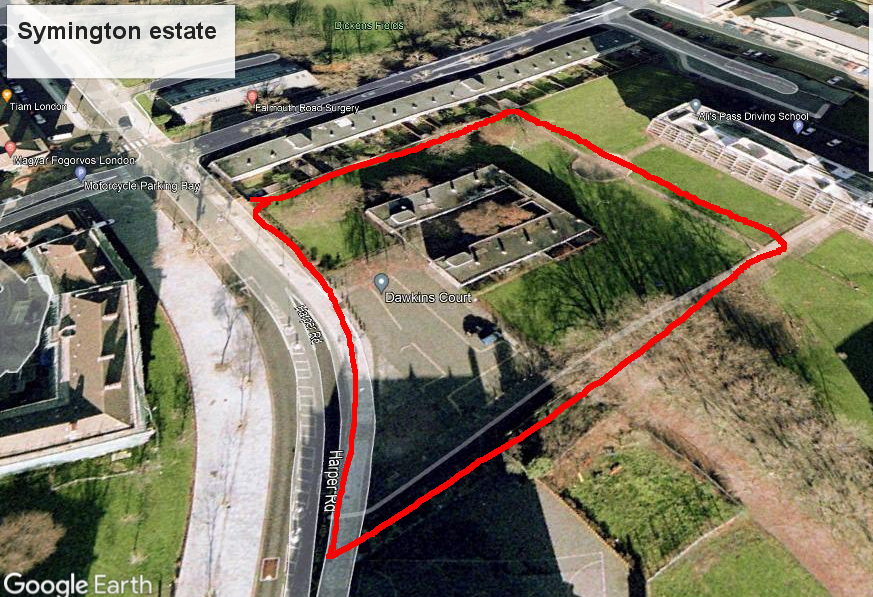 Symington estate
Dickens Fields
Tiam London
Falmouth Road Surgery
Ali's Pass Driving School
Magyar Fogorvos London
Motorcycle Parking Bay
Dawkins Court
Harper Rd
Harper Rd
Google Earth